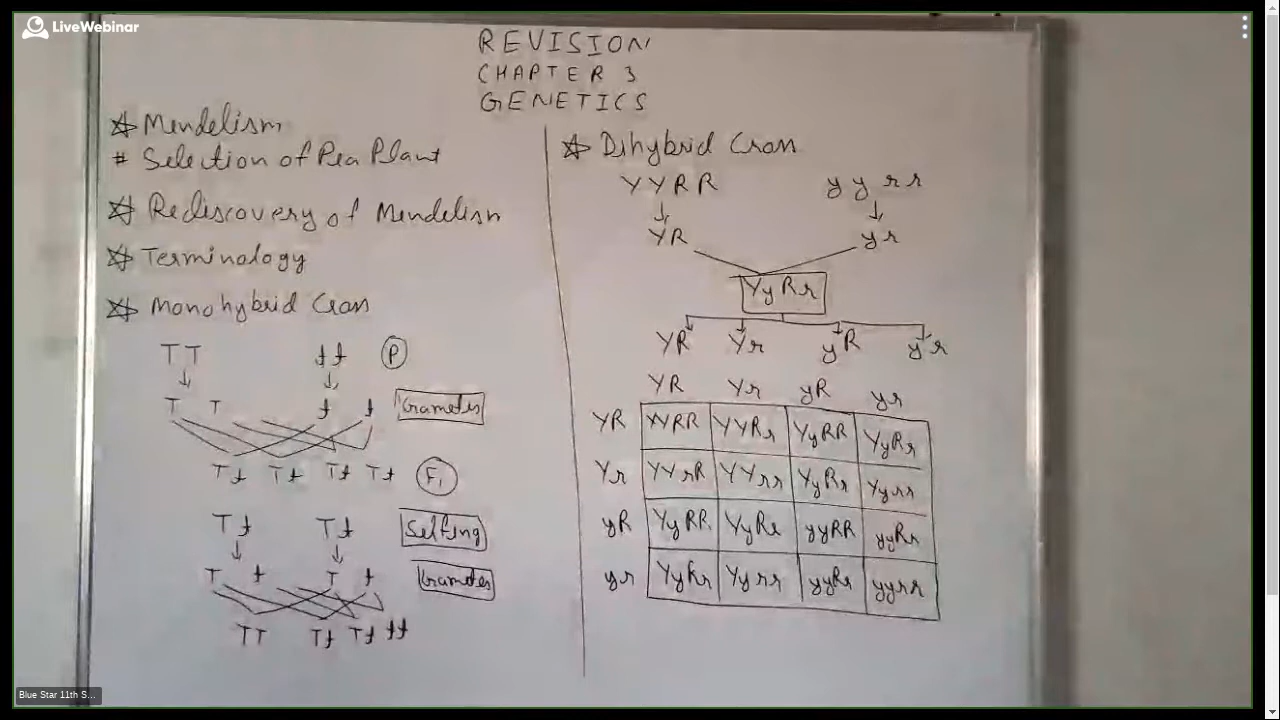 LiveWebinar
REVISION
CHAPTER 3
GENETICS
Mendelism
# Selection of Pea Plant
Rediscovery of Mendelism
Terminology
Monohybrid Cross
TT tt P
T T t t Gametes
Tt Tt Tt Tt F1
Tt Tt Selfing
T t T t Gametes
TT Tt Tt tt
Dihybrid Cross
YYRR yyrr
YR yr
YyRr
YR Yr yR yr
YR Yr yR yr
YR YYRR YYRr YyRR YyRr
Yr YYrR YYrr YyRr Yyrr
yR YyRR YyRr yyRR yyRr
yr YyRr Yyrr yyRr yyrr
Blue Star 11th S...